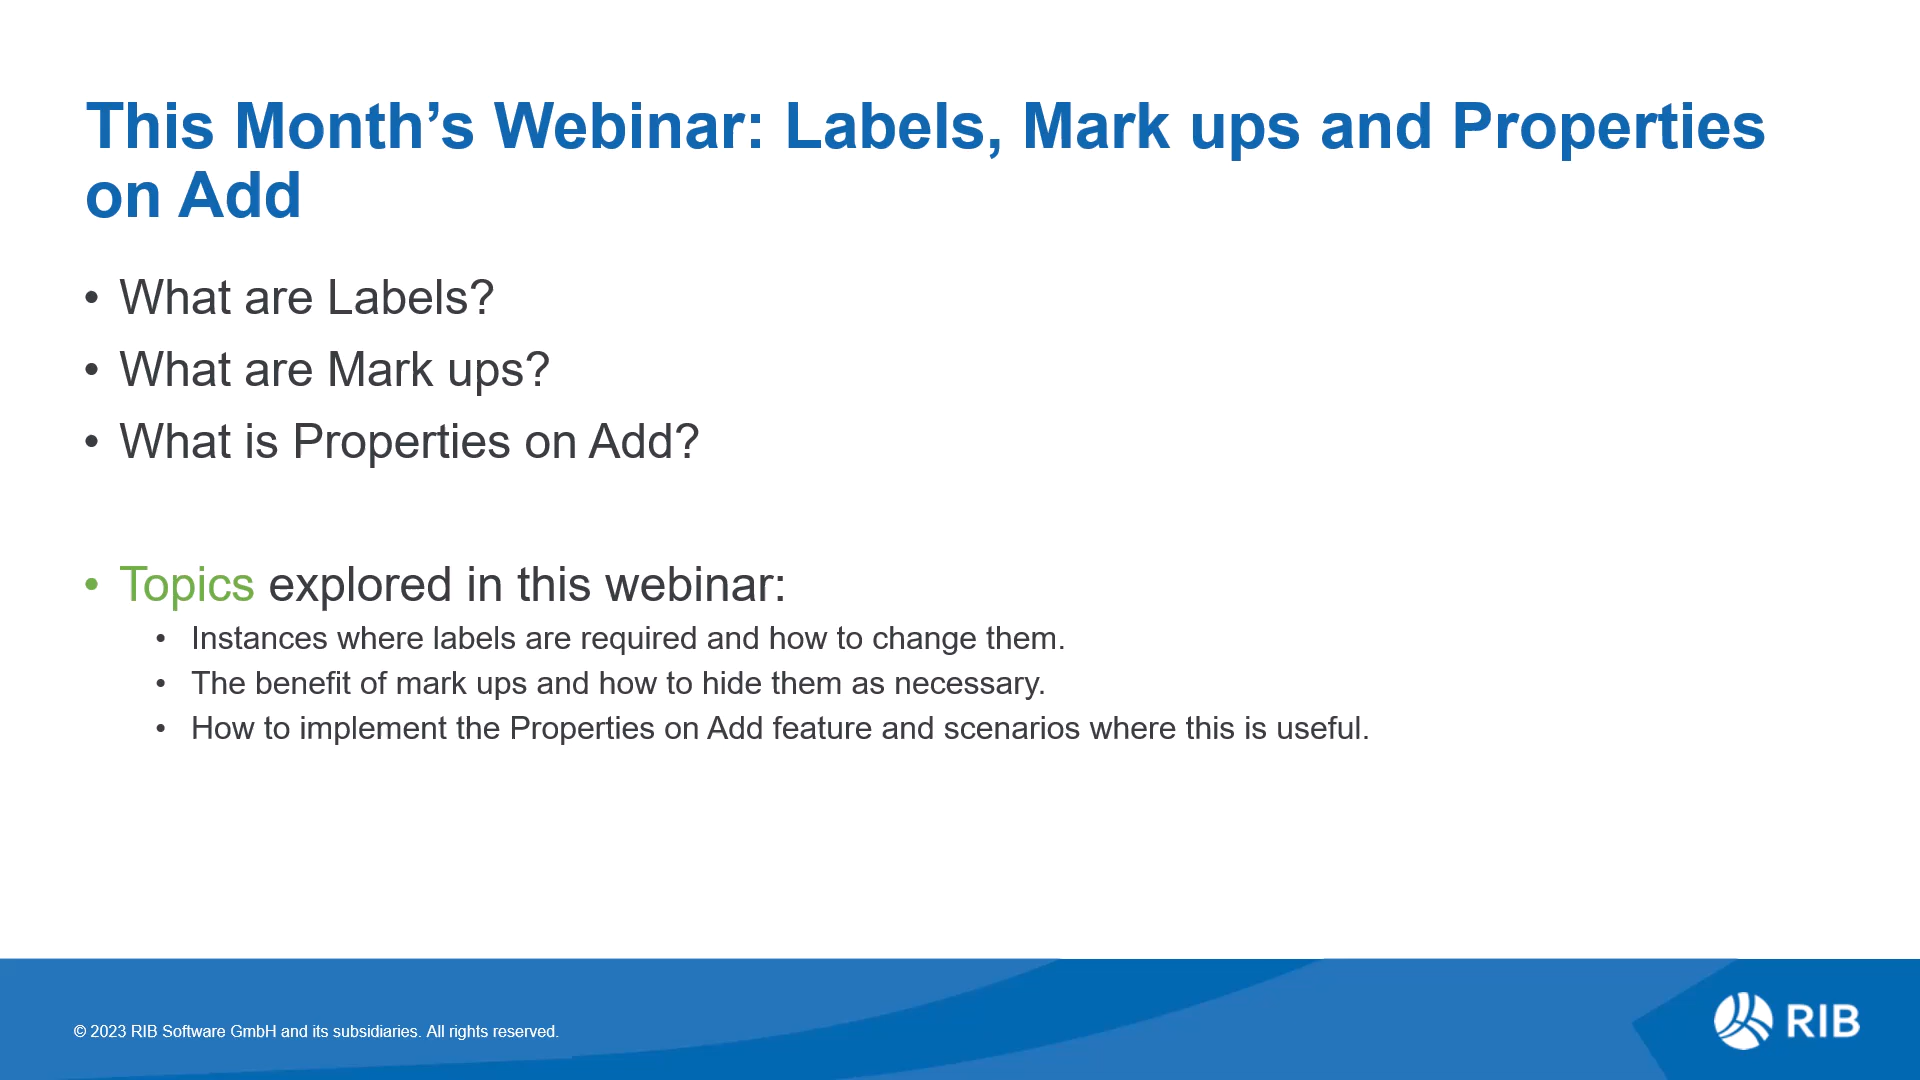 This Month’s Webinar: Labels, Mark ups and Properties
on Add
• What are Labels?
• What are Mark ups?
• What is Properties on Add?
• Topics explored in this webinar:
• Instances where labels are required and how to change them.
• The benefit of mark ups and how to hide them as necessary.
• How to implement the Properties on Add feature and scenarios where this is useful.
© 2023 RIB Software GmbH and its subsidiaries. All rights reserved.
RIB